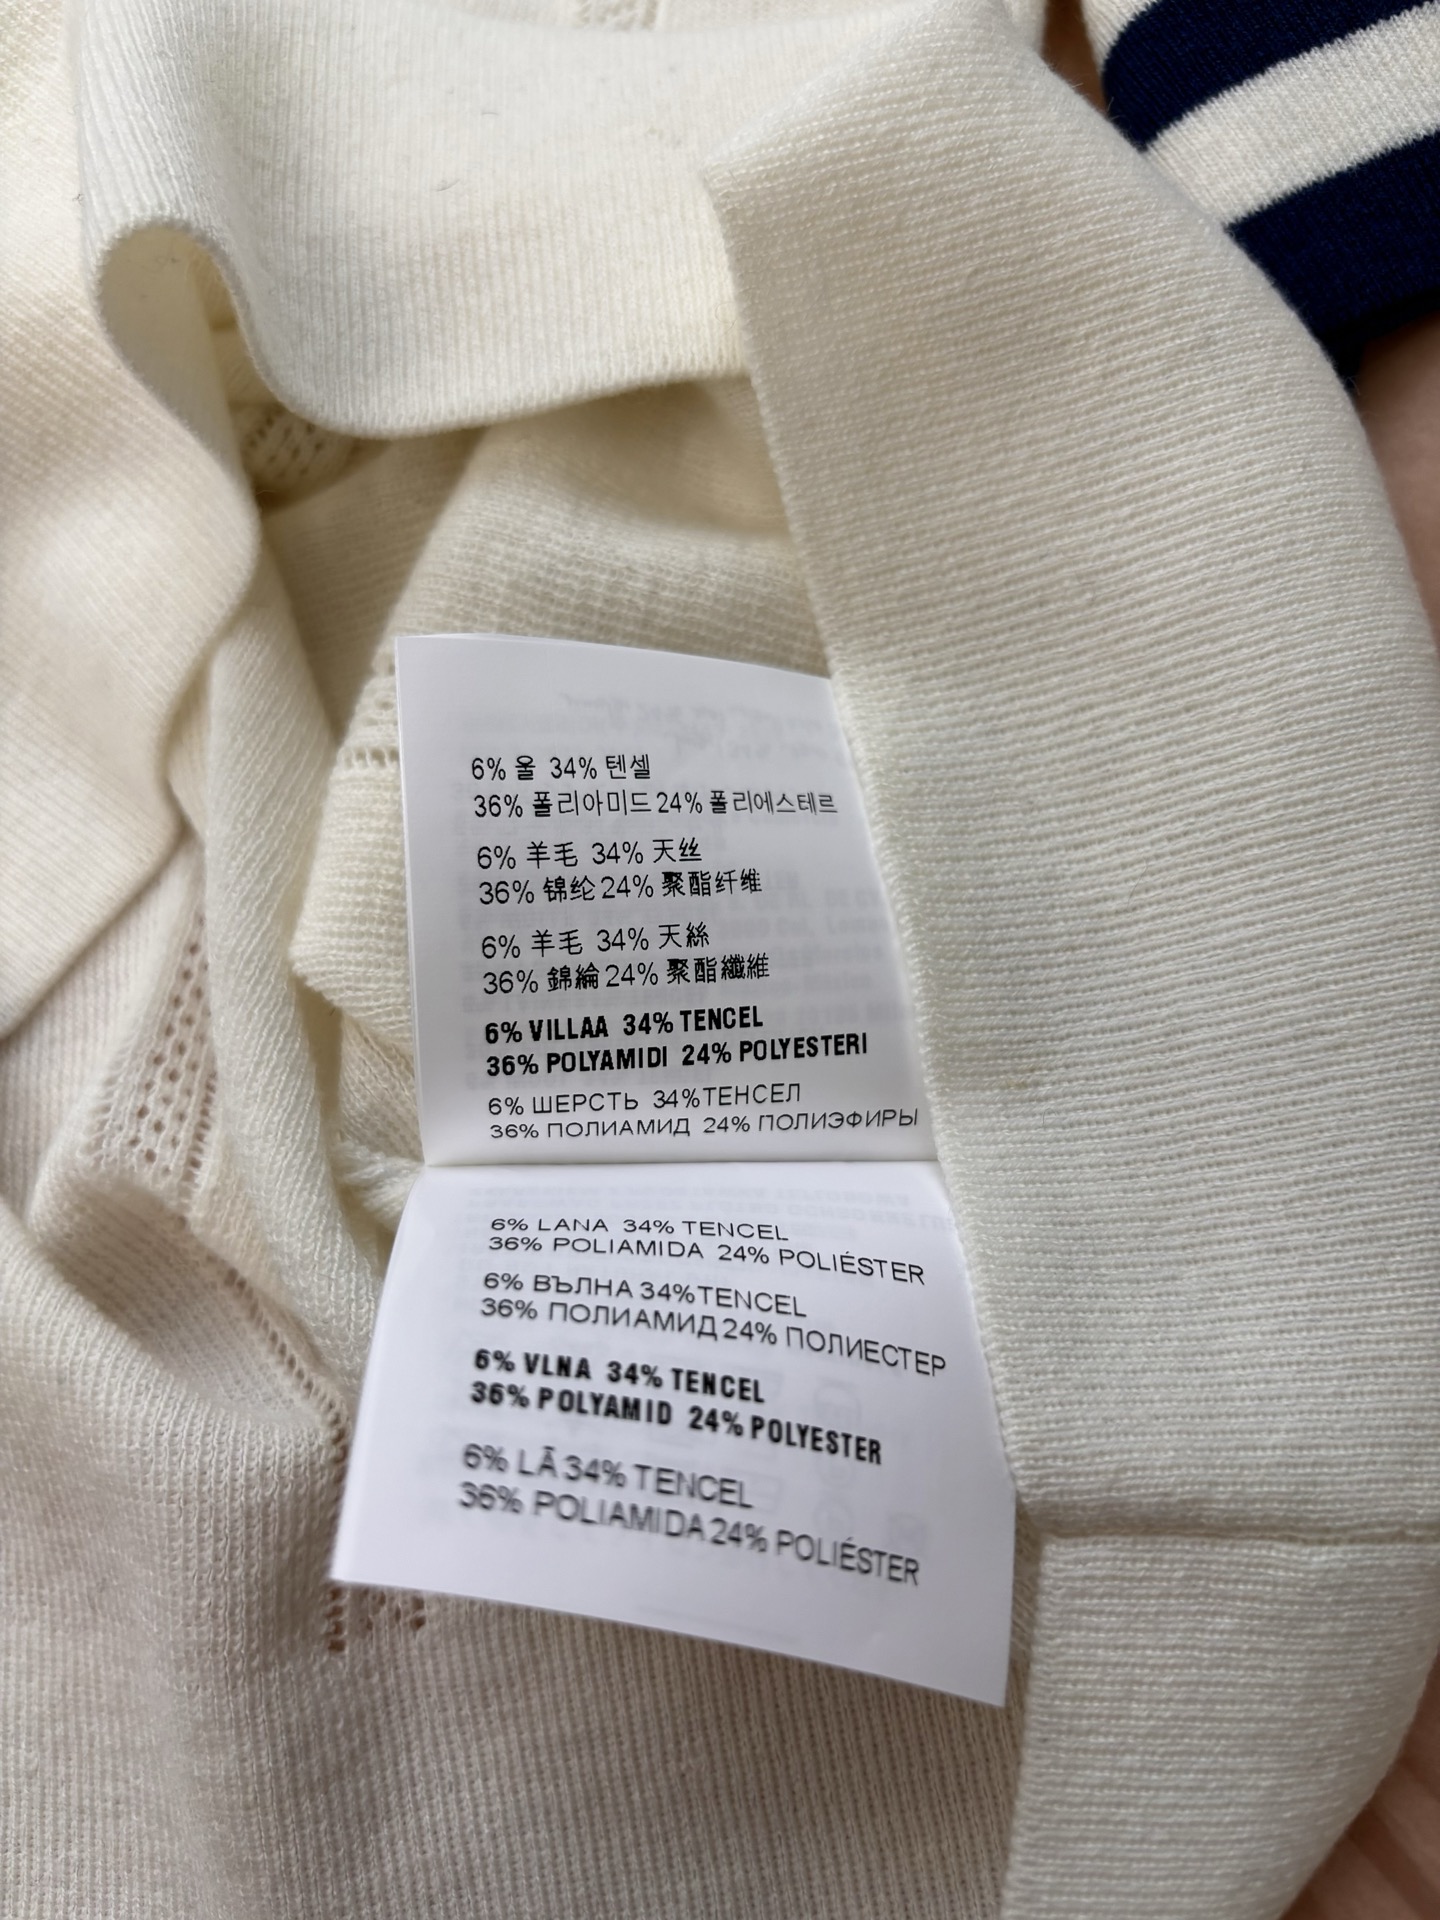 6% 울 34% 텐셀
36% 폴리아미드 24% 폴리에스테르
6% 羊毛 34% 天丝
36% 锦纶 24% 聚酯纤维
6% 羊毛 34% 天絲
36% 錦綸 24% 聚酯纖維
6% VILLAA 34% TENCEL
36% POLYAMIDI 24% POLYESTERI
6% ШЕРСТЬ 34%ТЕНСЕЛ
36% ПОЛИАМИД 24% ПОЛИЭФИРЫ
6% LANA 34% TENCEL
36% POLIAMIDA 24% POLIÉSTER
6% ВЪЛНА 34%TENCEL
36% ПОЛИАМИД 24% ПОЛИЕСТЕР
6% VLNA 34% TENCEL
36% POLYAMID 24% POLYESTER
6% LÃ 34% TENCEL
36% POLIAMIDA 24% POLIÉSTER